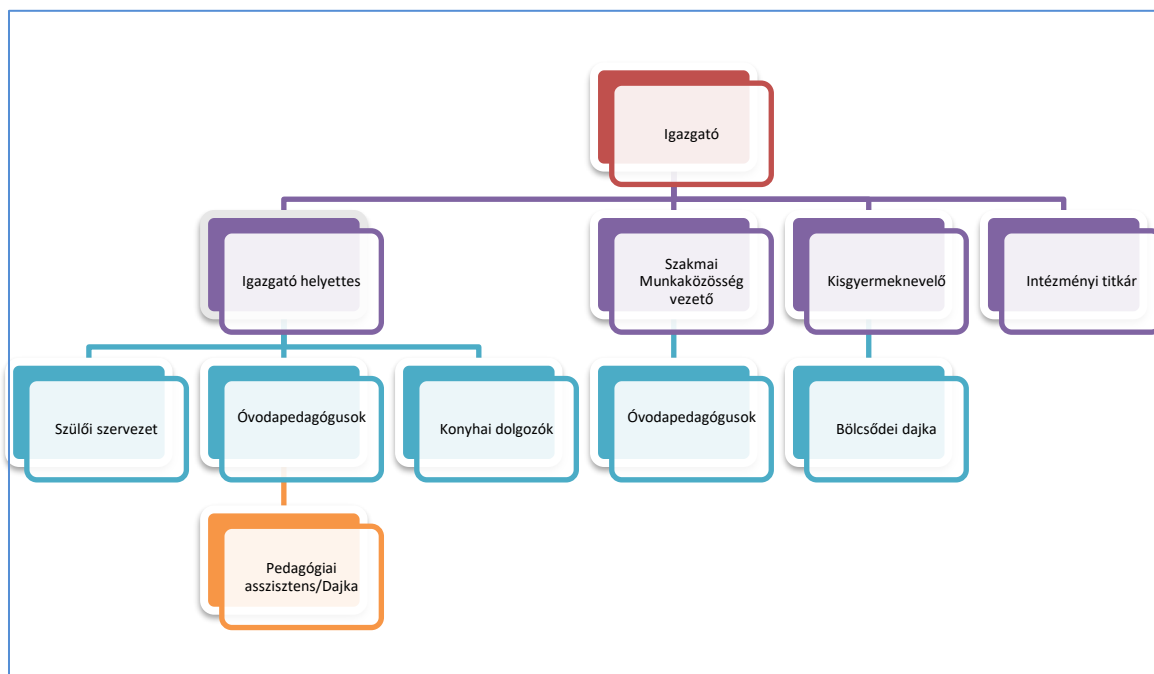 Igazgató
Igazgató helyettes
Szakmai
Munkaközösség
vezető
Kisgyermeknevelő
Intézményi titkár
Szülői szervezet
Óvodapedagógusok
Konyhai dolgozók
Óvodapedagógusok
Bölcsődei dajka
Pedagógiai
asszisztens/Dajka